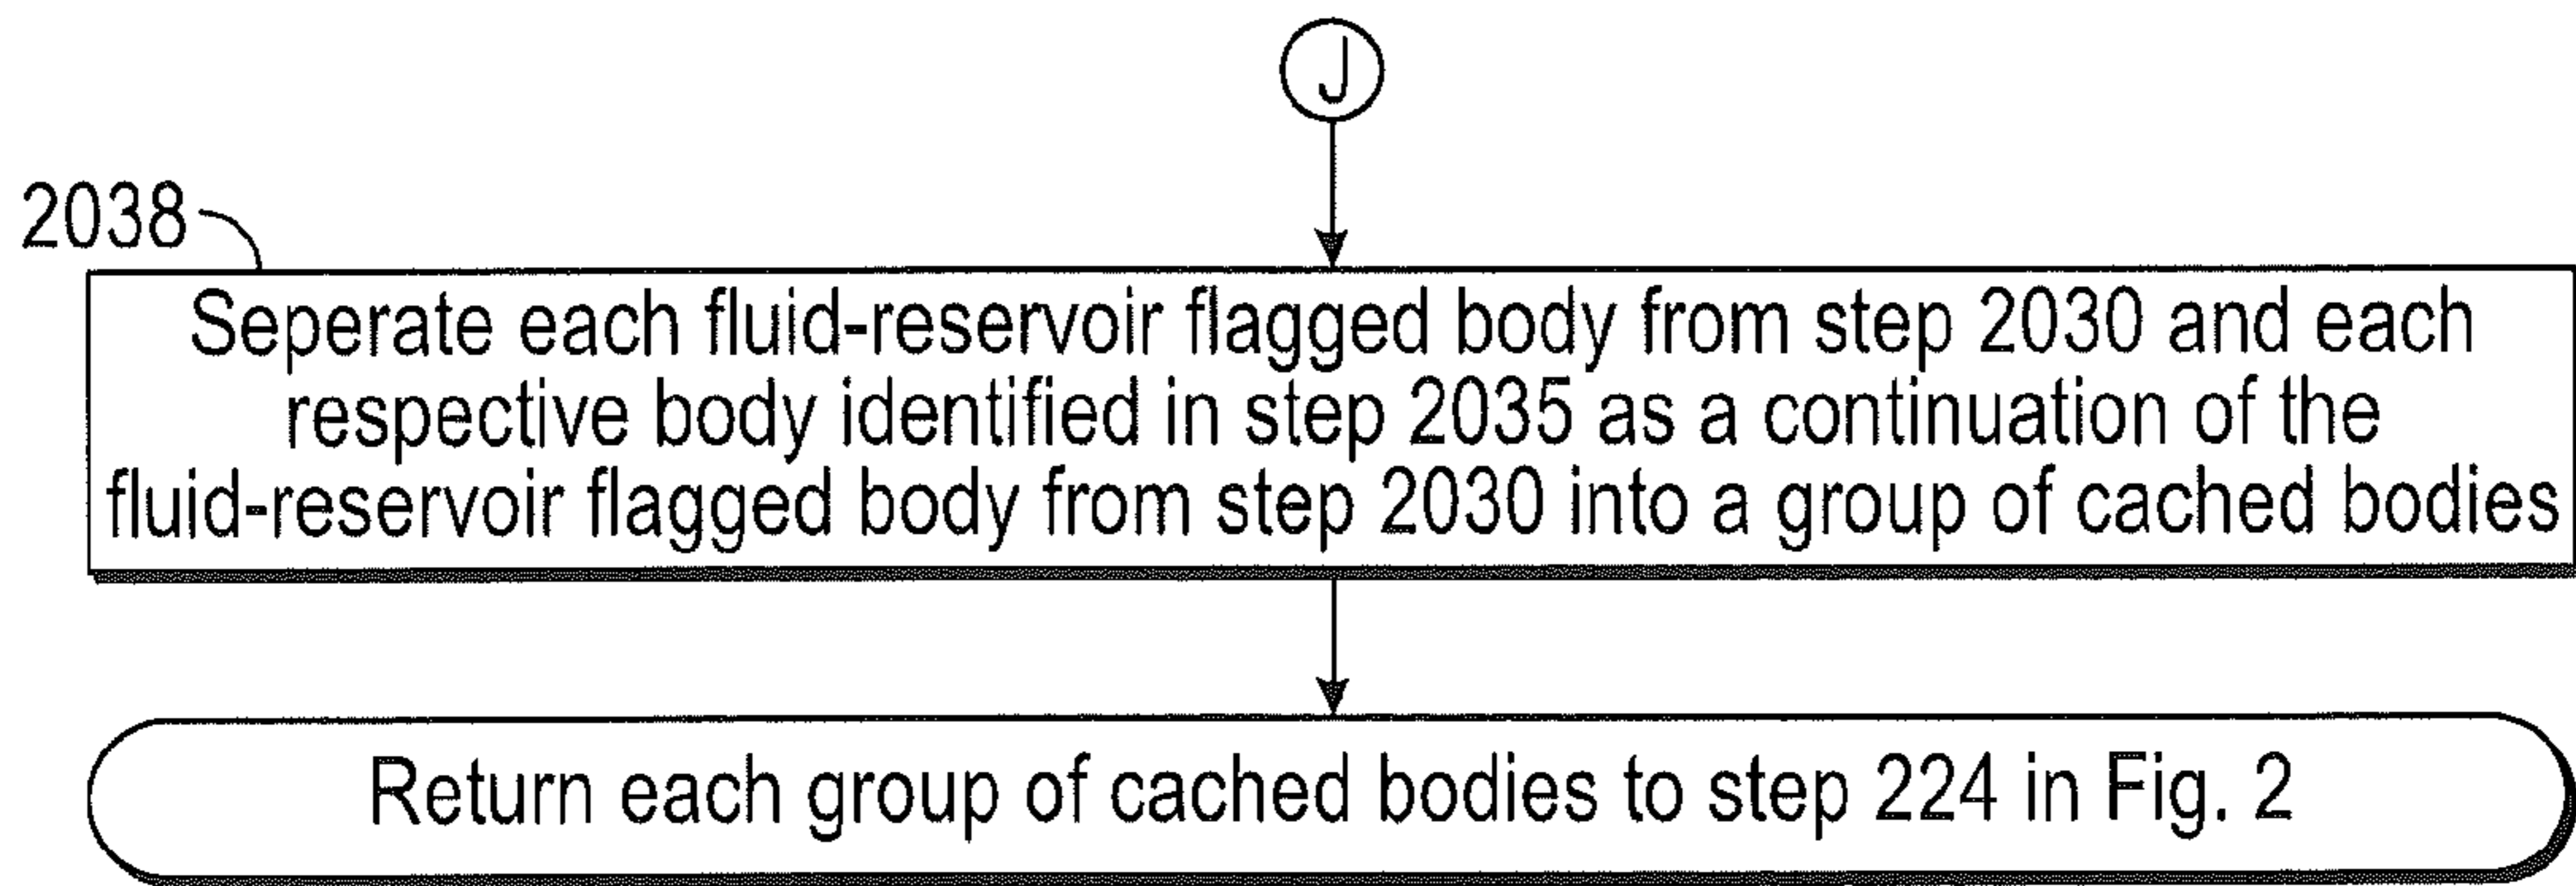 J
2038
Seperate each fluid-reservoir flagged body from step 2030 and each
respective body identified in step 2035 as a continuation of the
fluid-reservoir flagged body from step 2030 into a group of cached bodies
Return each group of cached bodies to step 224 in Fig. 2